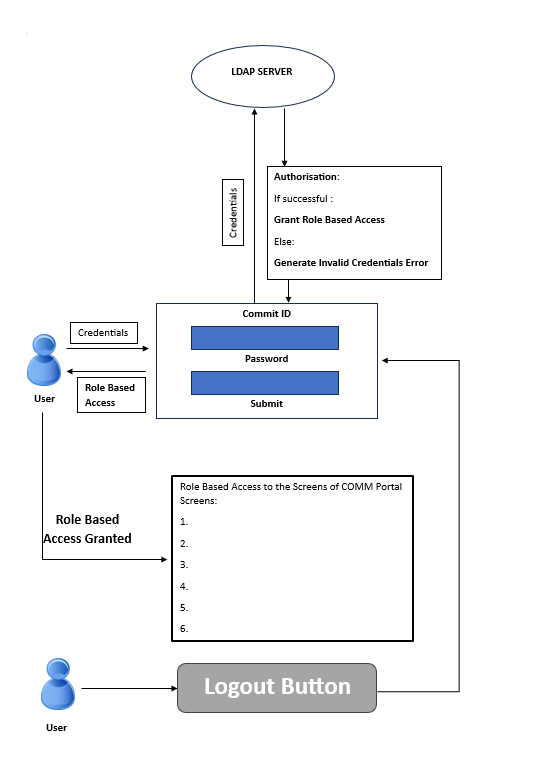 LDAP SERVER
Credentials
Authorisation:
If successful :
Grant Role Based Access
Else:
Generate Invalid Credentials Error
Commit ID
Password
Submit
Credentials
Role Based
Access
User
Role Based Access to the Screens of COMM Portal
Screens:
1.
2.
3.
4.
5.
6.
Role Based
Access Granted
Logout Button
User